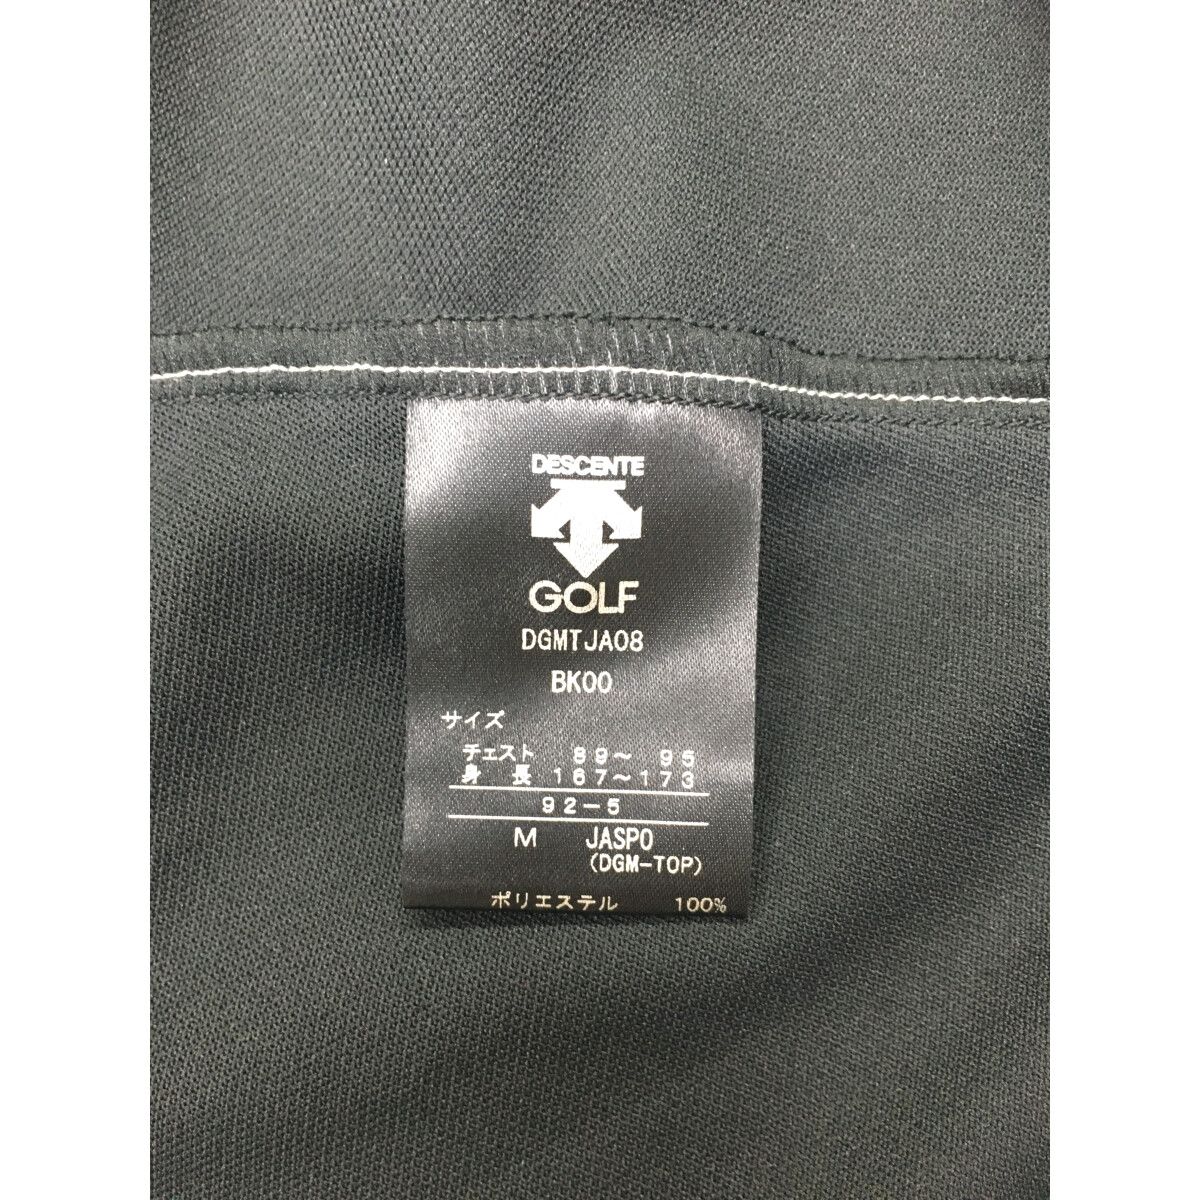 DESCENTE
GOLF
DGMTJA08
BK00
サイズ
チェスト 89〜 95
身 長 167〜173
92−5
M JASPO
(DGM-TOP)
ポリエステル 100%